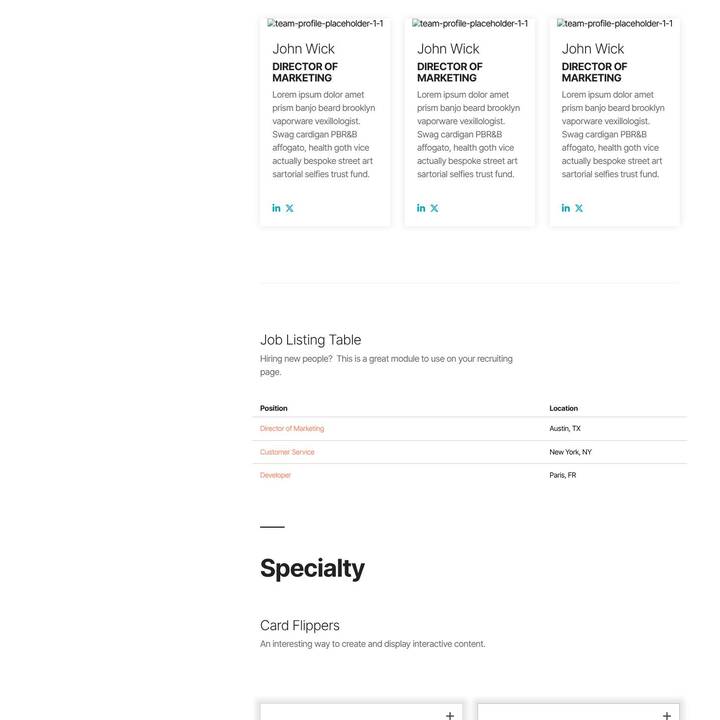 team-profile-placeholder-1-1
John Wick
DIRECTOR OF
MARKETING
Lorem ipsum dolor amet
prism banjo beard brooklyn
vaporware vexillologist.
Swag cardigan PBR&B
affogato, health goth vice
actually bespoke street art
sartorial selfies trust fund.
in X
team-profile-placeholder-1-1
John Wick
DIRECTOR OF
MARKETING
Lorem ipsum dolor amet
prism banjo beard brooklyn
vaporware vexillologist.
Swag cardigan PBR&B
affogato, health goth vice
actually bespoke street art
sartorial selfies trust fund.
in X
team-profile-placeholder-1-1
John Wick
DIRECTOR OF
MARKETING
Lorem ipsum dolor amet
prism banjo beard brooklyn
vaporware vexillologist.
Swag cardigan PBR&B
affogato, health goth vice
actually bespoke street art
sartorial selfies trust fund.
in X
Job Listing Table
Hiring new people?  This is a great module to use on your recruiting
page.
Position Location
Director of Marketing Austin, TX
Customer Service New York, NY
Developer Paris, FR
Specialty
Card Flippers
An interesting way to create and display interactive content.
+ +